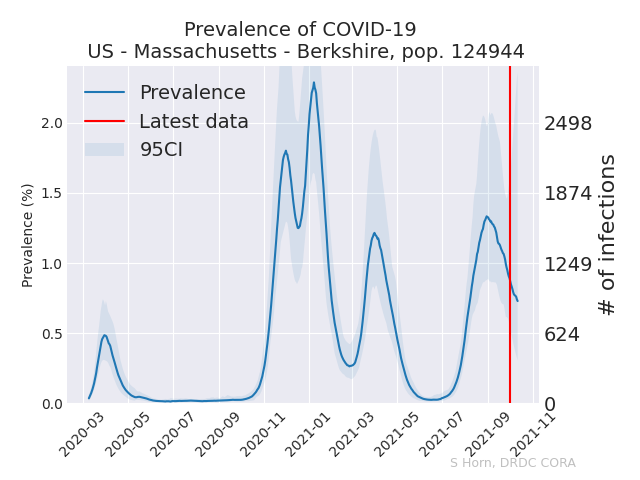 Prevalence of COVID-19
US - Massachusetts - Berkshire, pop. 124944
Prevalence
Latest data
95CI
Prevalence (%)
2.0
1.5
1.0
0.5
0.0
2498
1874
1249
624
0
# of infections
2020-03
2020-05
2020-07
2020-09
2020-11
2021-01
2021-03
2021-05
2021-07
2021-09
2021-11
S Horn, DRDC CORA